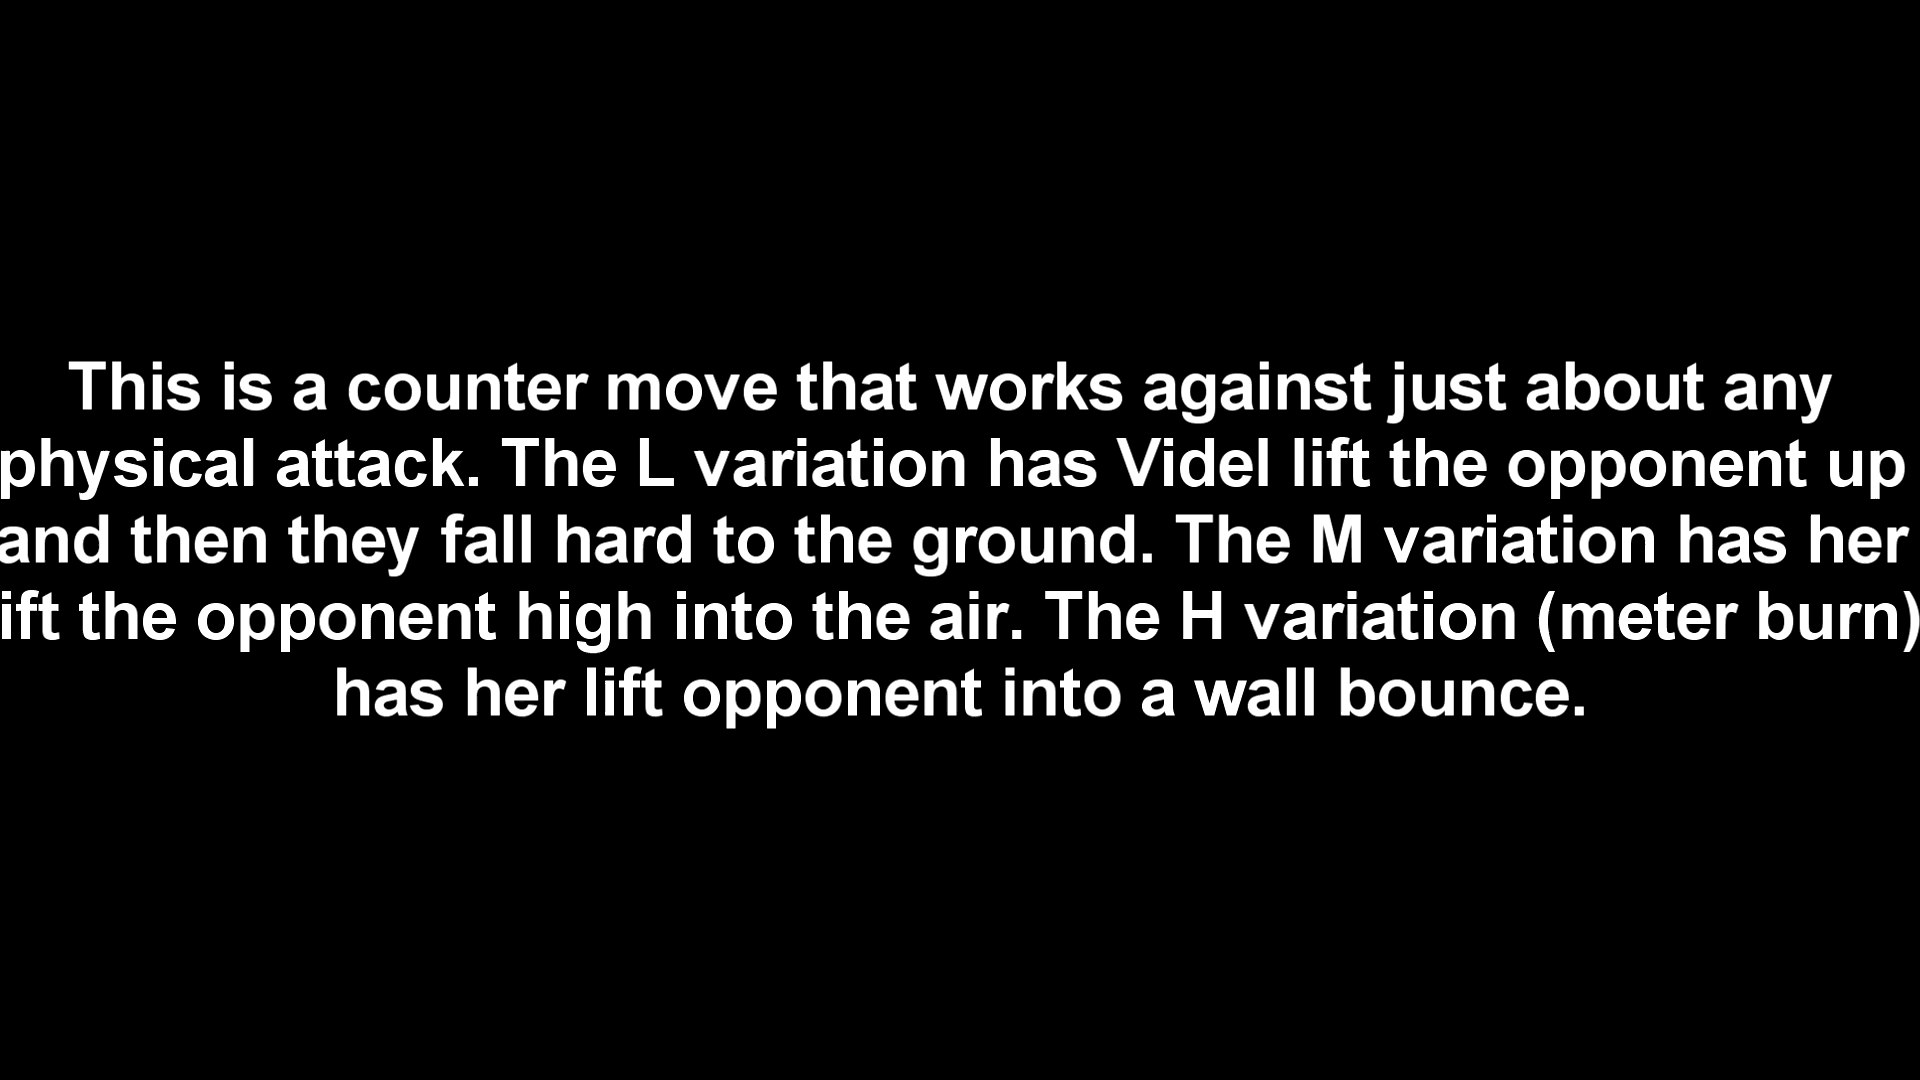 This is a counter move that works against just about any
physical attack. The L variation has Videl lift the opponent up
and then they fall hard to the ground. The M variation has her
ift the opponent high into the air. The H variation (meter burn)
has her lift opponent into a wall bounce.